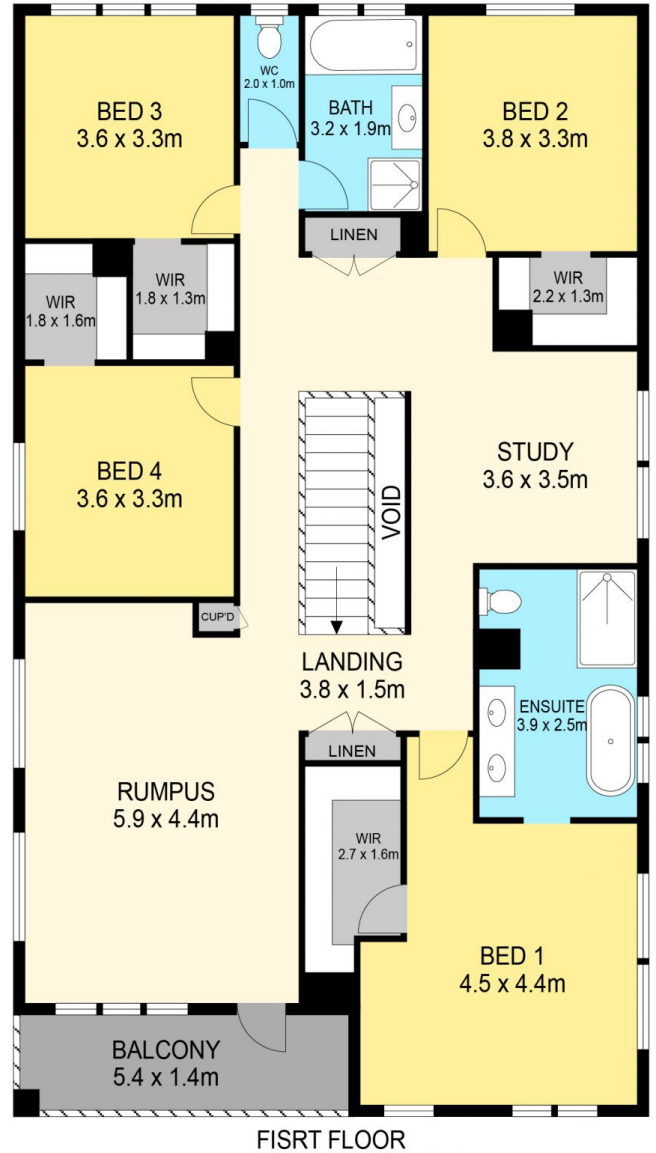 WC
2.0 x 1.0m
BED 3
3.6 x 3.3m
BATH
3.2 x 1.9m
BED 2
3.8 x 3.3m
LINEN
WIR
1.8 x 1.6m
WIR
1.8 x 1.3m
WIR
2.2 x 1.3m
BED 4
3.6 x 3.3m
VOID
STUDY
3.6 x 3.5m
CUP'D
LANDING
3.8 x 1.5m
ENSUITE
3.9 x 2.5m
LINEN
RUMPUS
5.9 x 4.4m
WIR
2.7 x 1.6m
BED 1
4.5 x 4.4m
BALCONY
5.4 x 1.4m
FISRT FLOOR